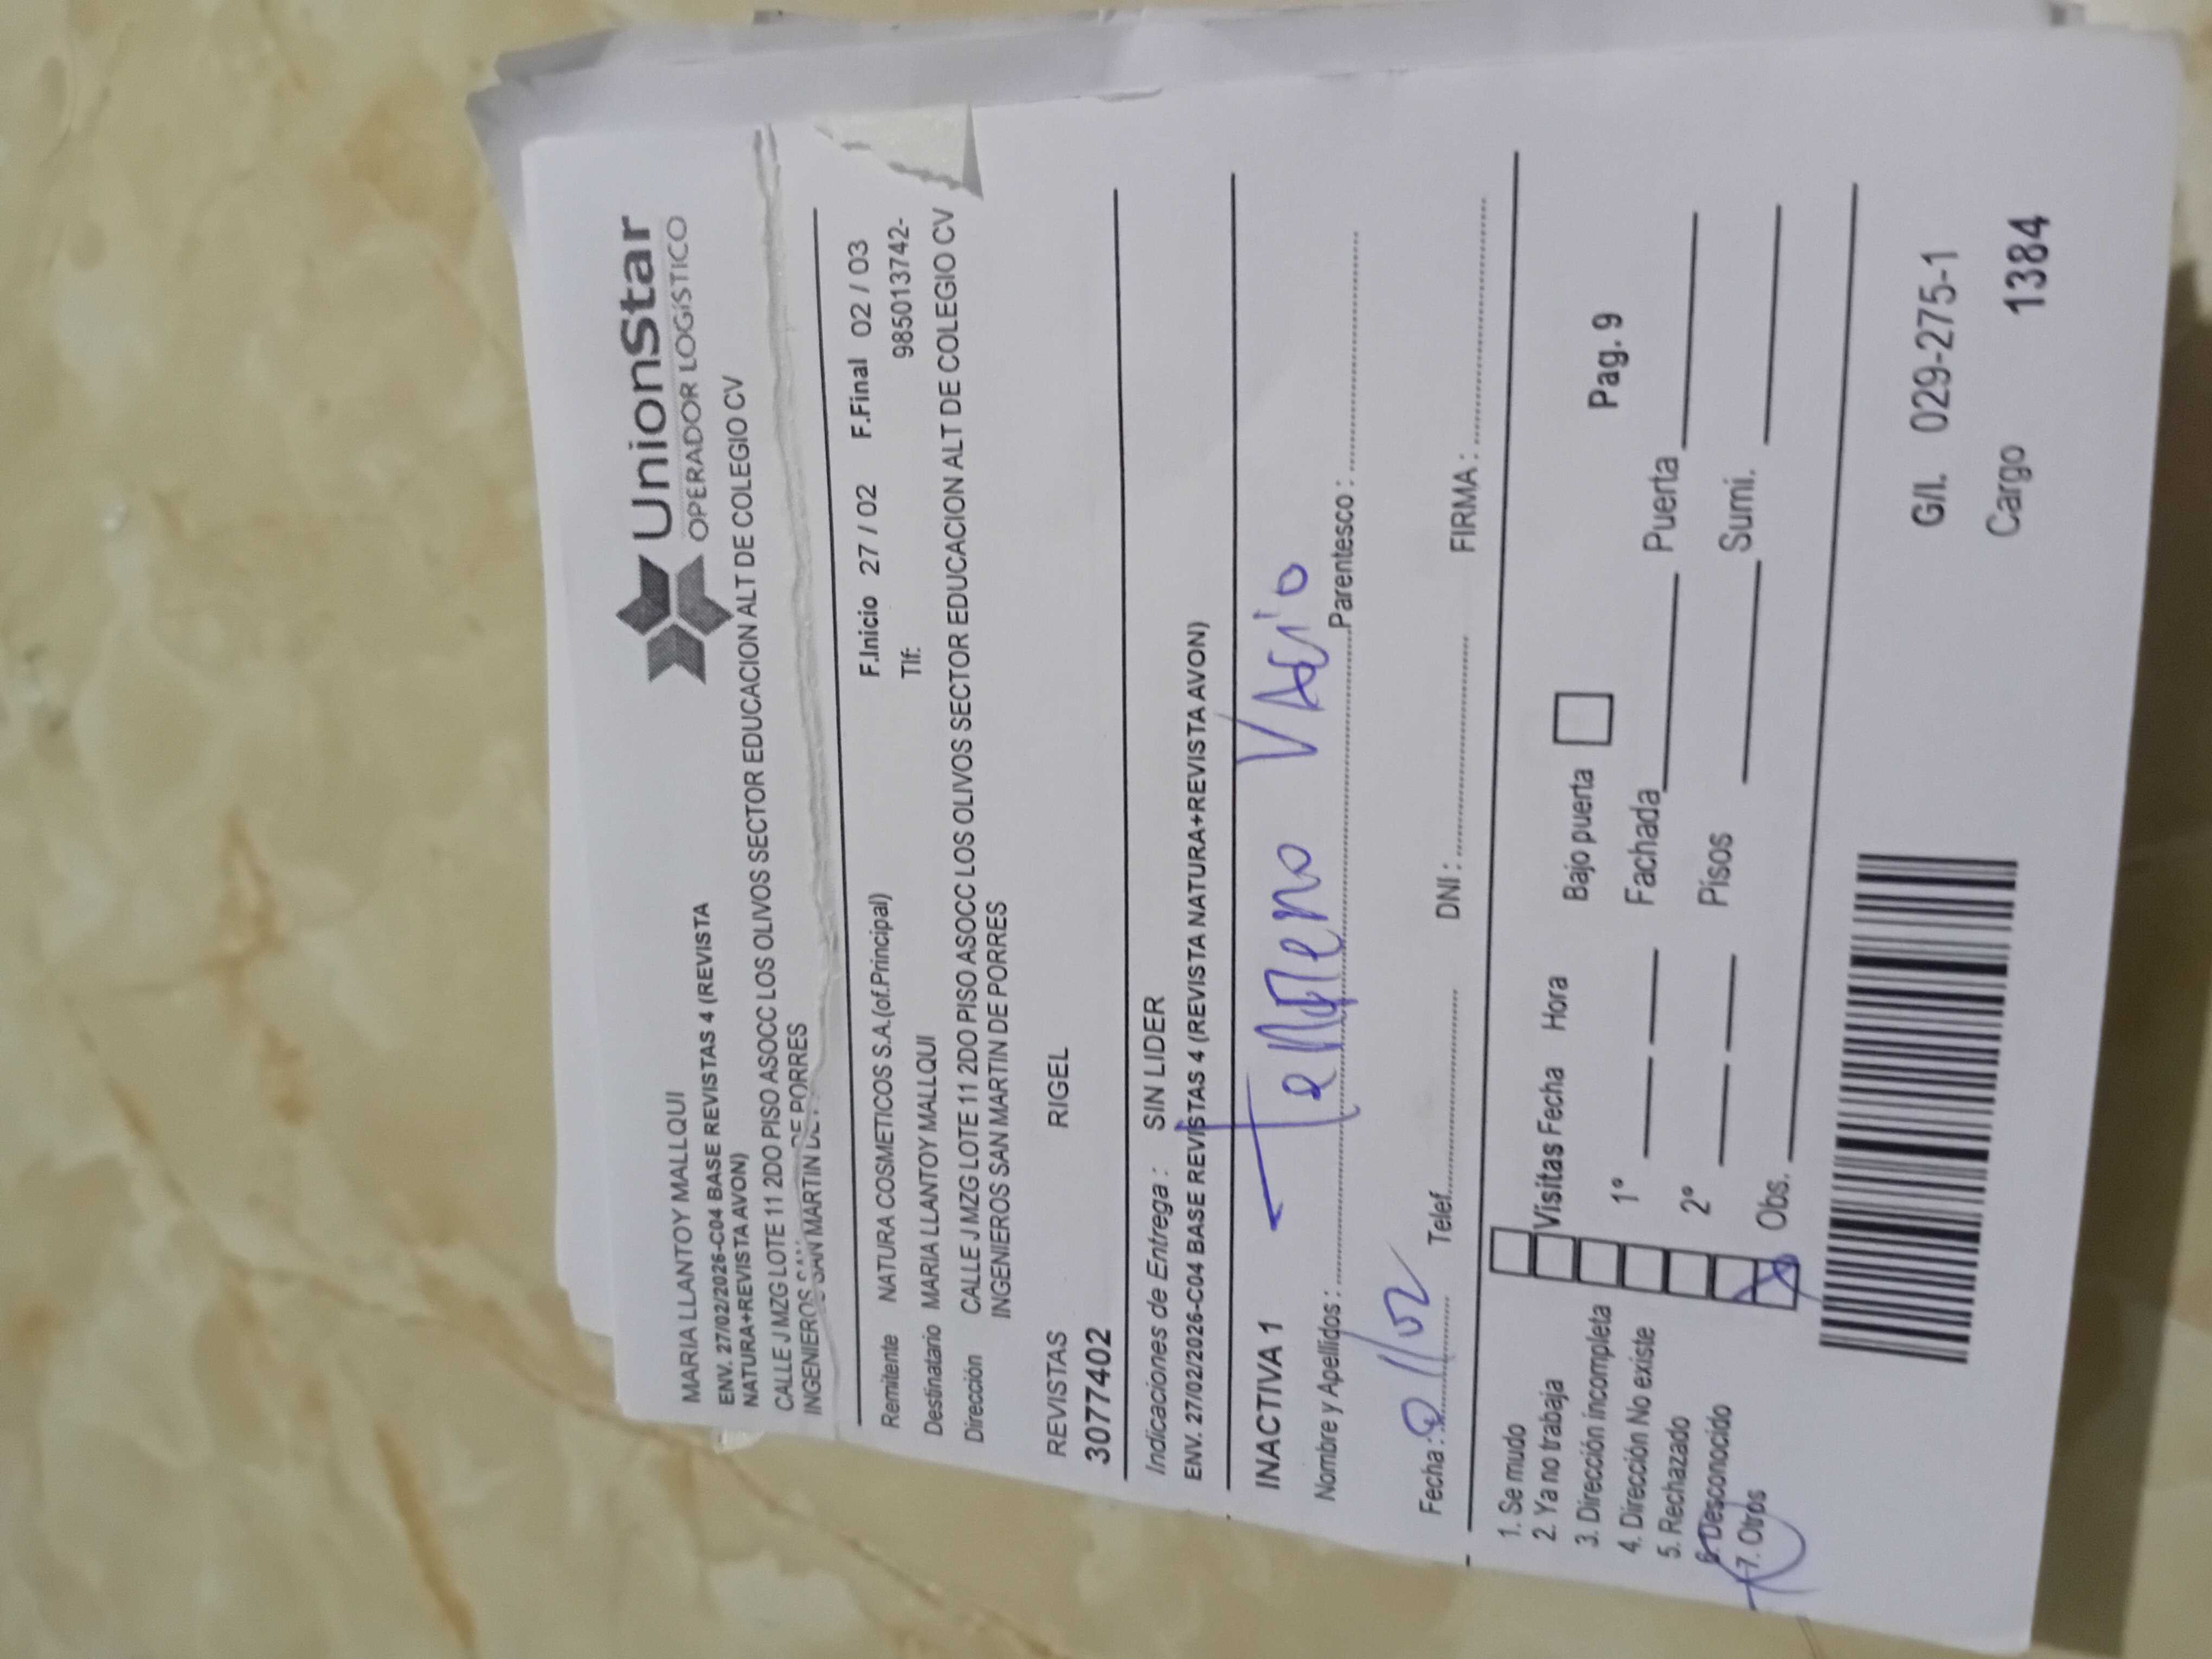 UnionStar
OPERADOR LOGÍSTICO
MARIA LLANTOY MALLQUI
ENV. 27/02/2026-C04 BASE REVISTAS 4 (REVISTA
NATURA+REVISTA AVON)
CALLE J MZG LOTE 11 2DO PISO ASOCC LOS OLIVOS SECTOR EDUCACION ALT DE COLEGIO CV
INGENIEROS DE PORRES
SAN MARTIN
F.Inicio 27 / 02 F.Final 02 / 03
Remitente NATURA COSMETICOS S.A.(of.Principal) Tlf: 985013742-
Destinatario MARIA LLANTOY MALLQUI
Dirección CALLE J MZG LOTE 11 2DO PISO ASOCC LOS OLIVOS SECTOR EDUCACION ALT DE COLEGIO CV
INGENIEROS SAN MARTIN DE PORRES
REVISTAS RIGEL
3077402
Indicaciones de Entrega : SIN LIDER
ENV. 27/02/2026-C04 BASE REVISTAS 4 (REVISTA NATURA+REVISTA AVON)
INACTIVA 1
Nombre y Apellidos : Parentesco :
Fecha : Telef. DNI : FIRMA :
1. Se mudo
2. Ya no trabaja Visitas Fecha Hora Bajo puerta Pag. 9
3. Dirección incompleta
4. Dirección No existe 1° Fachada Puerta
5. Rechazado
6. Desconocido 2° Pisos Sumi.
7. Otros Obs.
G/I. 029-275-1
Cargo 1384